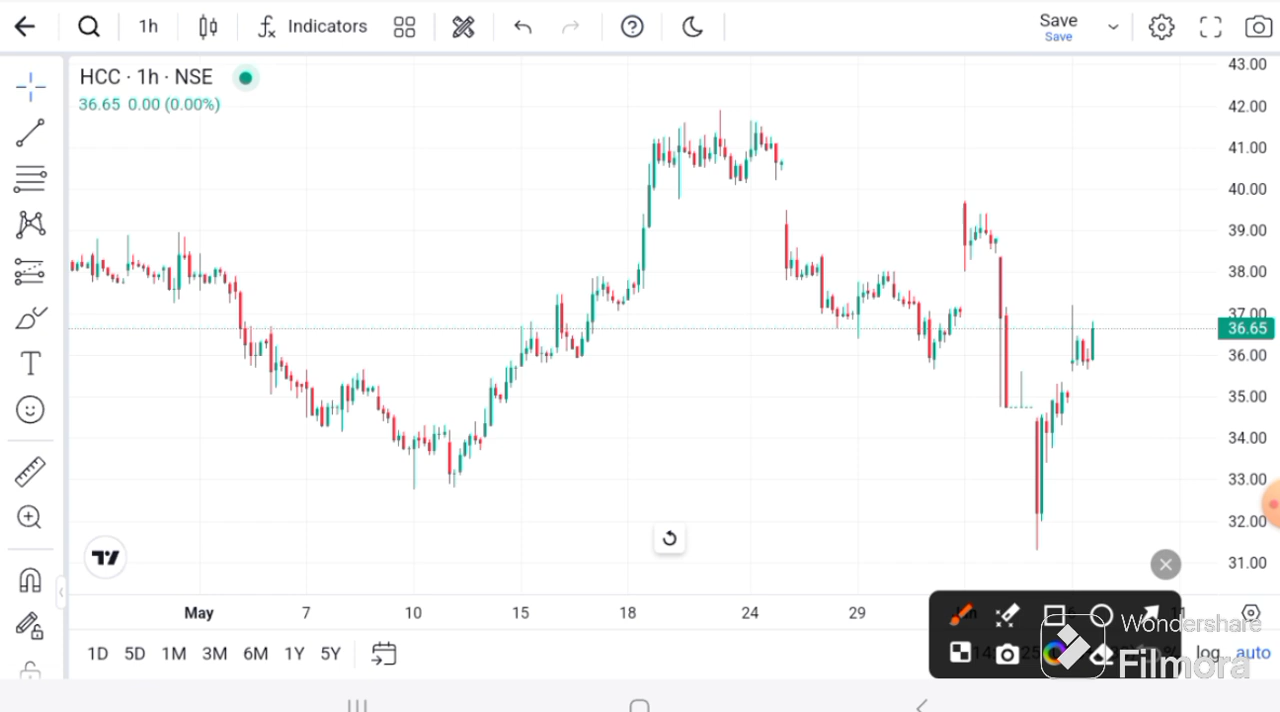 1h
Indicators
Save
Save
HCC · 1h · NSE
36.65 0.00 (0.00%)
43.00
42.00
41.00
40.00
39.00
38.00
37.00
36.65
36.00
35.00
34.00
33.00
32.00
31.00
May 7 10 15 18 24 29
1D 5D 1M 3M 6M 1Y 5Y
log auto
Wondershare
Filmora